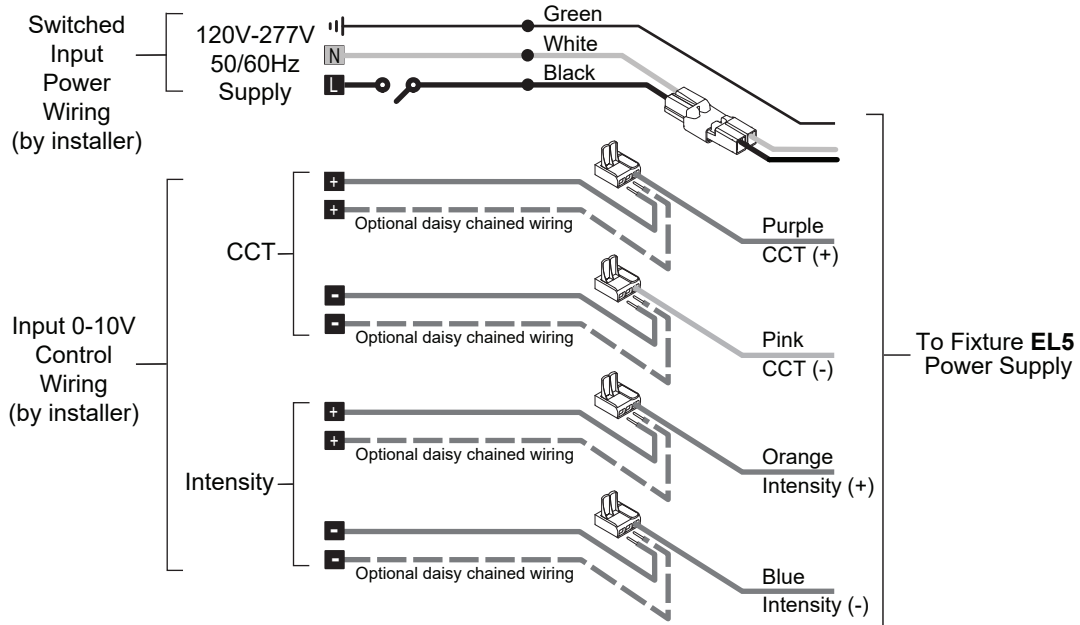 Switched
Input
Power
Wiring
(by installer)
120V-277V
50/60Hz
Supply
N
L
Green
White
Black
Input 0-10V
Control
Wiring
(by installer)
CCT
+
+
Optional daisy chained wiring
Purple
CCT (+)
-
-
Optional daisy chained wiring
Pink
CCT (-)
Intensity
+
+
Optional daisy chained wiring
Orange
Intensity (+)
-
-
Optional daisy chained wiring
Blue
Intensity (-)
To Fixture EL5
Power Supply